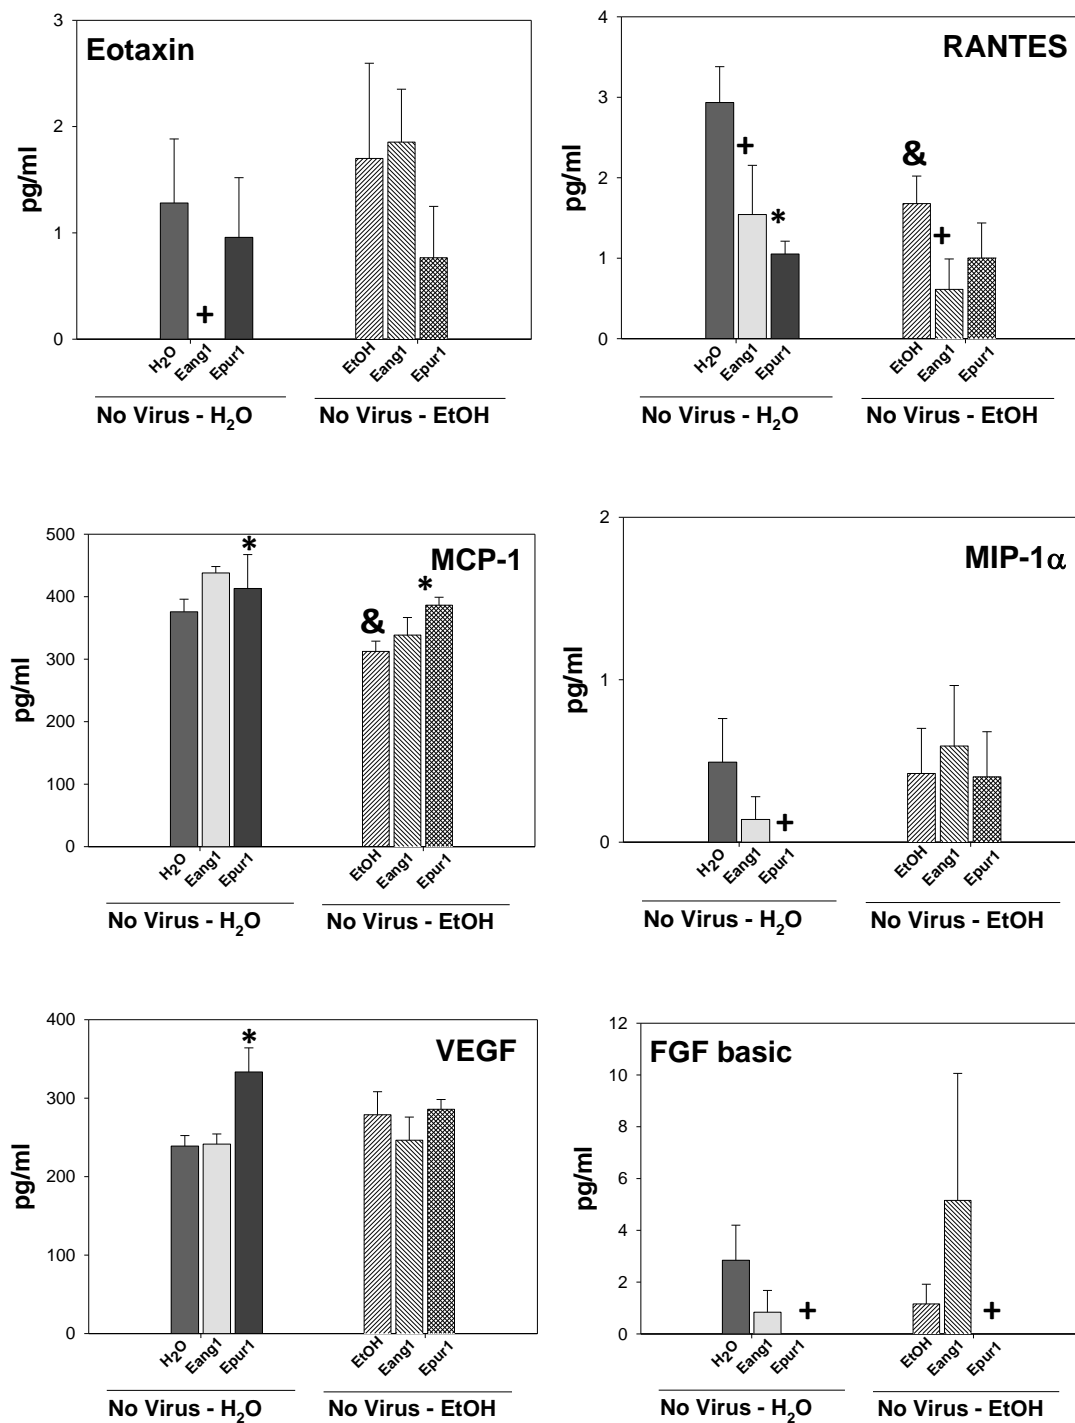 Eotaxin
3
2
1
0
pg/ml
+
H₂O
Eang1
Epur1
EtOH
Eang1
Epur1
No Virus - H₂O
No Virus - EtOH
RANTES
4
3
2
1
0
pg/ml
+
*
&
+
H₂O
Eang1
Epur1
EtOH
Eang1
Epur1
No Virus - H₂O
No Virus - EtOH
MCP-1
500
400
300
200
100
0
pg/ml
*
&
*
H₂O
Eang1
Epur1
EtOH
Eang1
Epur1
No Virus - H₂O
No Virus - EtOH
MIP-1α
2
1
0
pg/ml
+
H₂O
Eang1
Epur1
EtOH
Eang1
Epur1
No Virus - H₂O
No Virus - EtOH
VEGF
400
300
200
100
0
pg/ml
*
H₂O
Eang1
Epur1
EtOH
Eang1
Epur1
No Virus - H₂O
No Virus - EtOH
FGF basic
12
10
8
6
4
2
0
pg/ml
+
+
H₂O
Eang1
Epur1
EtOH
Eang1
Epur1
No Virus - H₂O
No Virus - EtOH